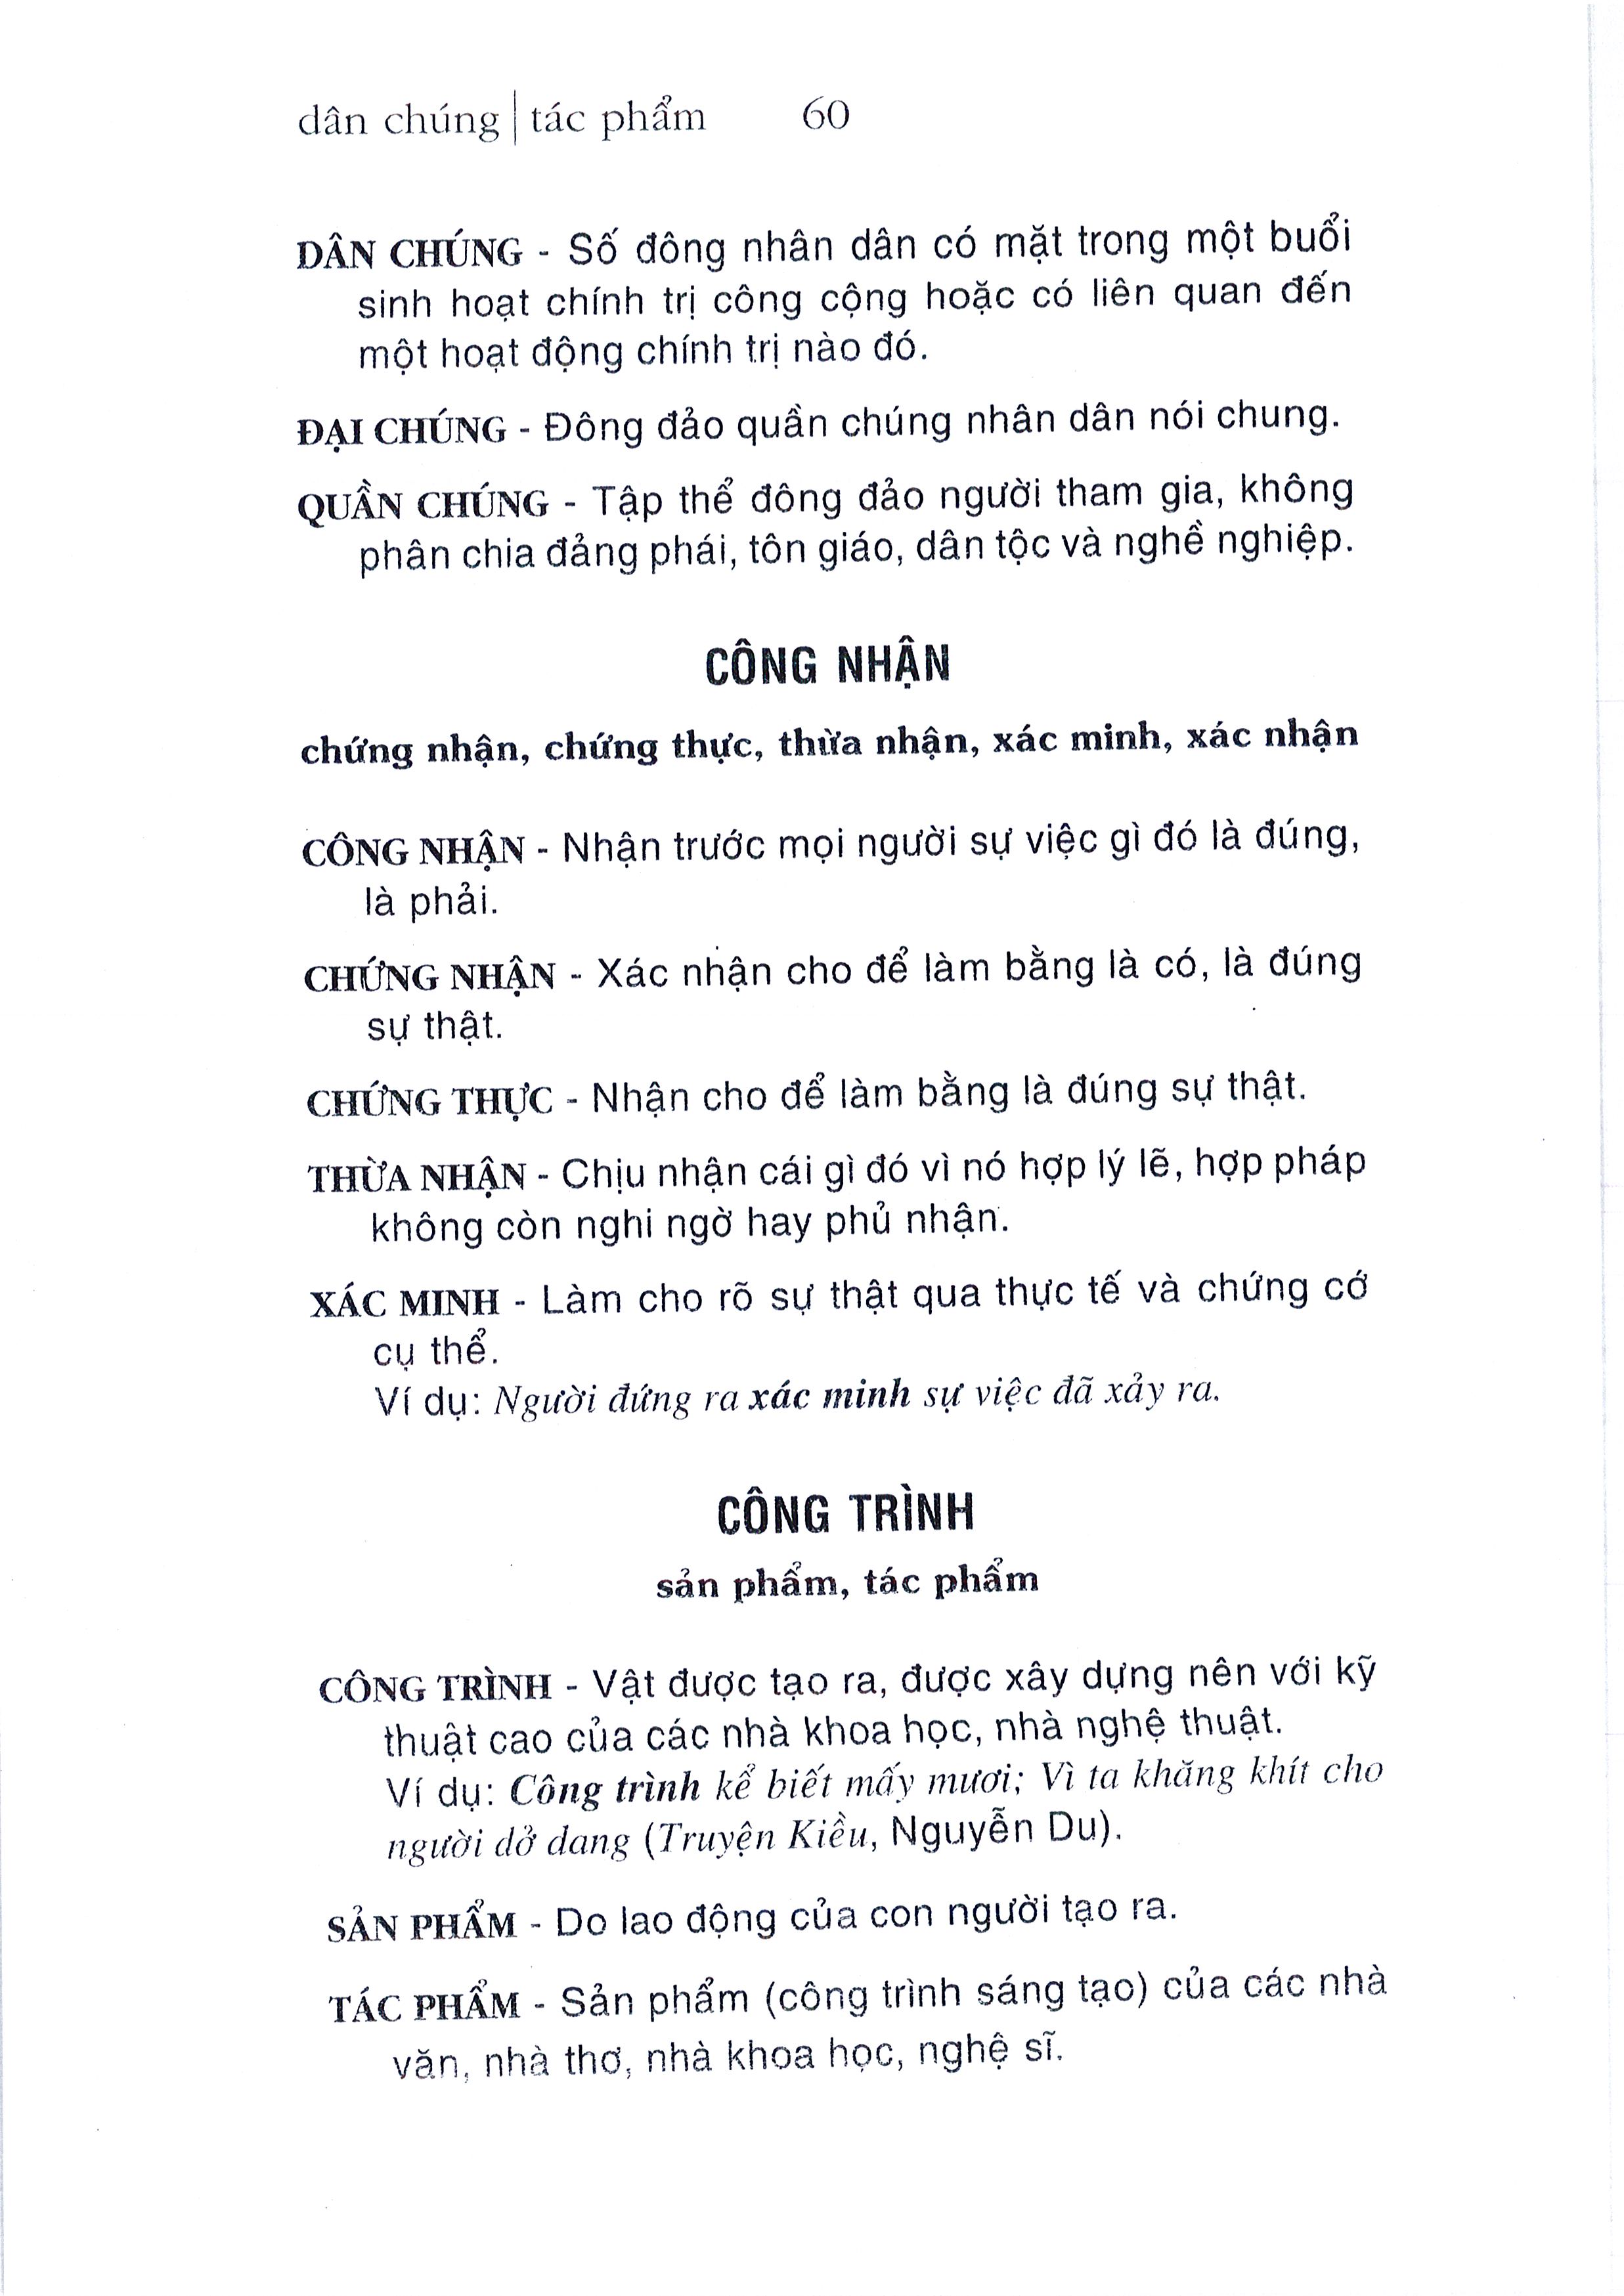 dân chúng | tác phẩm 60
DÂN CHÚNG - Số đông nhân dân có mặt trong một buổi
sinh hoạt chính trị công cộng hoặc có liên quan đến
một hoạt động chính trị nào đó.
ĐẠI CHÚNG - Đông đảo quần chúng nhân dân nói chung.
QUẦN CHÚNG - Tập thể đông đảo người tham gia, không
phân chia đảng phái, tôn giáo, dân tộc và nghề nghiệp.
CÔNG NHẬN
chứng nhận, chứng thực, thừa nhận, xác minh, xác nhận
CÔNG NHẬN - Nhận trước mọi người sự việc gì đó là đúng,
là phải.
CHỨNG NHẬN - Xác nhận cho để làm bằng là có, là đúng
sự thật.
CHỨNG THỰC - Nhận cho để làm bằng là đúng sự thật.
THỪA NHẬN - Chịu nhận cái gì đó vì nó hợp lý lẽ, hợp pháp
không còn nghi ngờ hay phủ nhận.
XÁC MINH - Làm cho rõ sự thật qua thực tế và chứng cớ
cụ thể.
Ví dụ: Người đứng ra xác minh sự việc đã xảy ra.
CÔNG TRÌNH
sản phẩm, tác phẩm
CÔNG TRÌNH - Vật được tạo ra, được xây dựng nên với kỹ
thuật cao của các nhà khoa học, nhà nghệ thuật.
Ví dụ: Công trình kể biết mấy mươi; Vì ta khăng khít cho
người dở dang (Truyện Kiều, Nguyễn Du).
SẢN PHẨM - Do lao động của con người tạo ra.
TÁC PHẨM - Sản phẩm (công trình sáng tạo) của các nhà
văn, nhà thơ, nhà khoa học, nghệ sĩ.